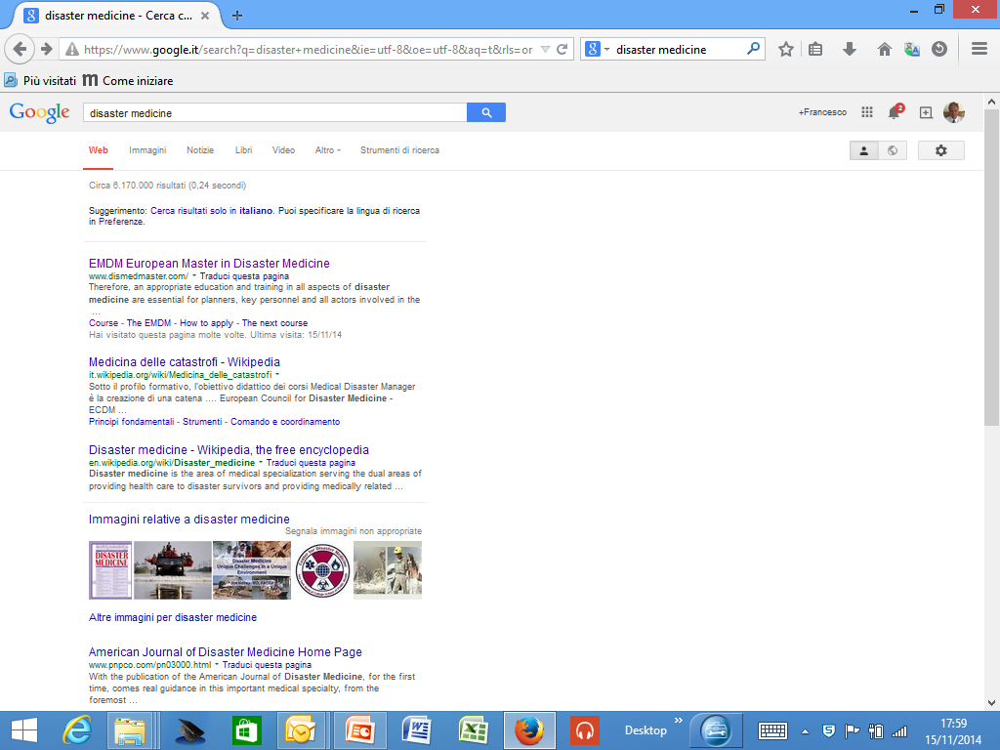 disaster medicine - Cerca c...
https://www.google.it/search?q=disaster+medicine&ie=utf-8&oe=utf-8&aq=t&rls=or
disaster medicine
Più visitati
Come iniziare
Google
disaster medicine
+Francesco
2
Web Immagini Notizie Libri Video Altro Strumenti di ricerca
Circa 6.170.000 risultati (0,24 secondi)
Suggerimento: Cerca risultati solo in italiano. Puoi specificare la lingua di ricerca
in Preferenze.
EMDM European Master in Disaster Medicine
www.dismedmaster.com/ Traduci questa pagina
Therefore, an appropriate education and training in all aspects of disaster
medicine are essential for planners, key personnel and all actors involved in the
...
Course - The EMDM - How to apply - The next course
Hai visitato questa pagina molte volte. Ultima visita: 15/11/14
Medicina delle catastrofi - Wikipedia
it.wikipedia.org/wiki/Medicina_delle_catastrofi
Sotto il profilo formativo, l'obiettivo didattico dei corsi Medical Disaster Manager
è la creazione di una catena .... European Council for Disaster Medicine -
ECDM ...
Principi fondamentali - Strumenti - Comando e coordinamento
Disaster medicine - Wikipedia, the free encyclopedia
en.wikipedia.org/wiki/Disaster_medicine Traduci questa pagina
Disaster medicine is the area of medical specialization serving the dual areas of
providing health care to disaster survivors and providing medically related ...
Immagini relative a disaster medicine
Segnala immagini non appropriate
DISASTER
MEDICINE
Disaster Medicine
Unique Challenges in a Unique
Environment
Altre immagini per disaster medicine
American Journal of Disaster Medicine Home Page
www.pnpco.com/pn03000.html Traduci questa pagina
With the publication of the American Journal of Disaster Medicine, for the first
time, comes real guidance in this important medical specialty, from the
foremost ...
Desktop
17:59
15/11/2014